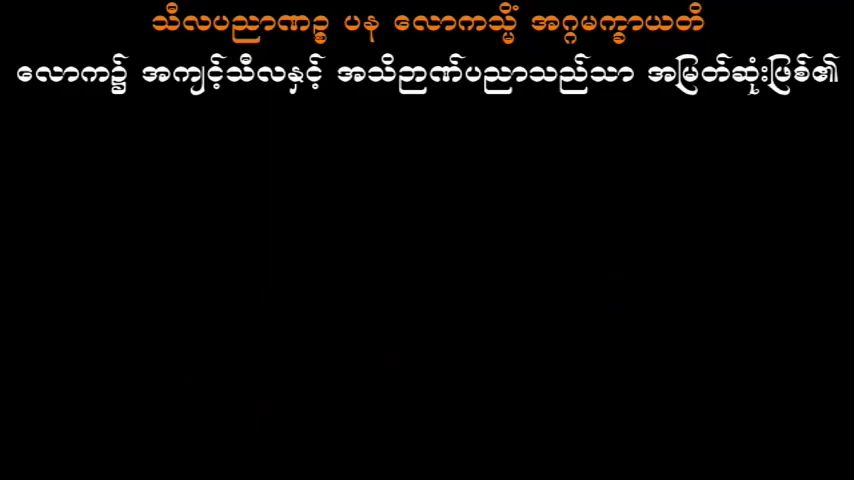 သီလပညာဏဉ္စ ပန လောကသ္မိံ အဂ္ဂမက္ခာယတိ
လောက၌ အကျင့်သီလနှင့် အသိဉာဏ်ပညာသည်သာ အမြတ်ဆုံးဖြစ်၏